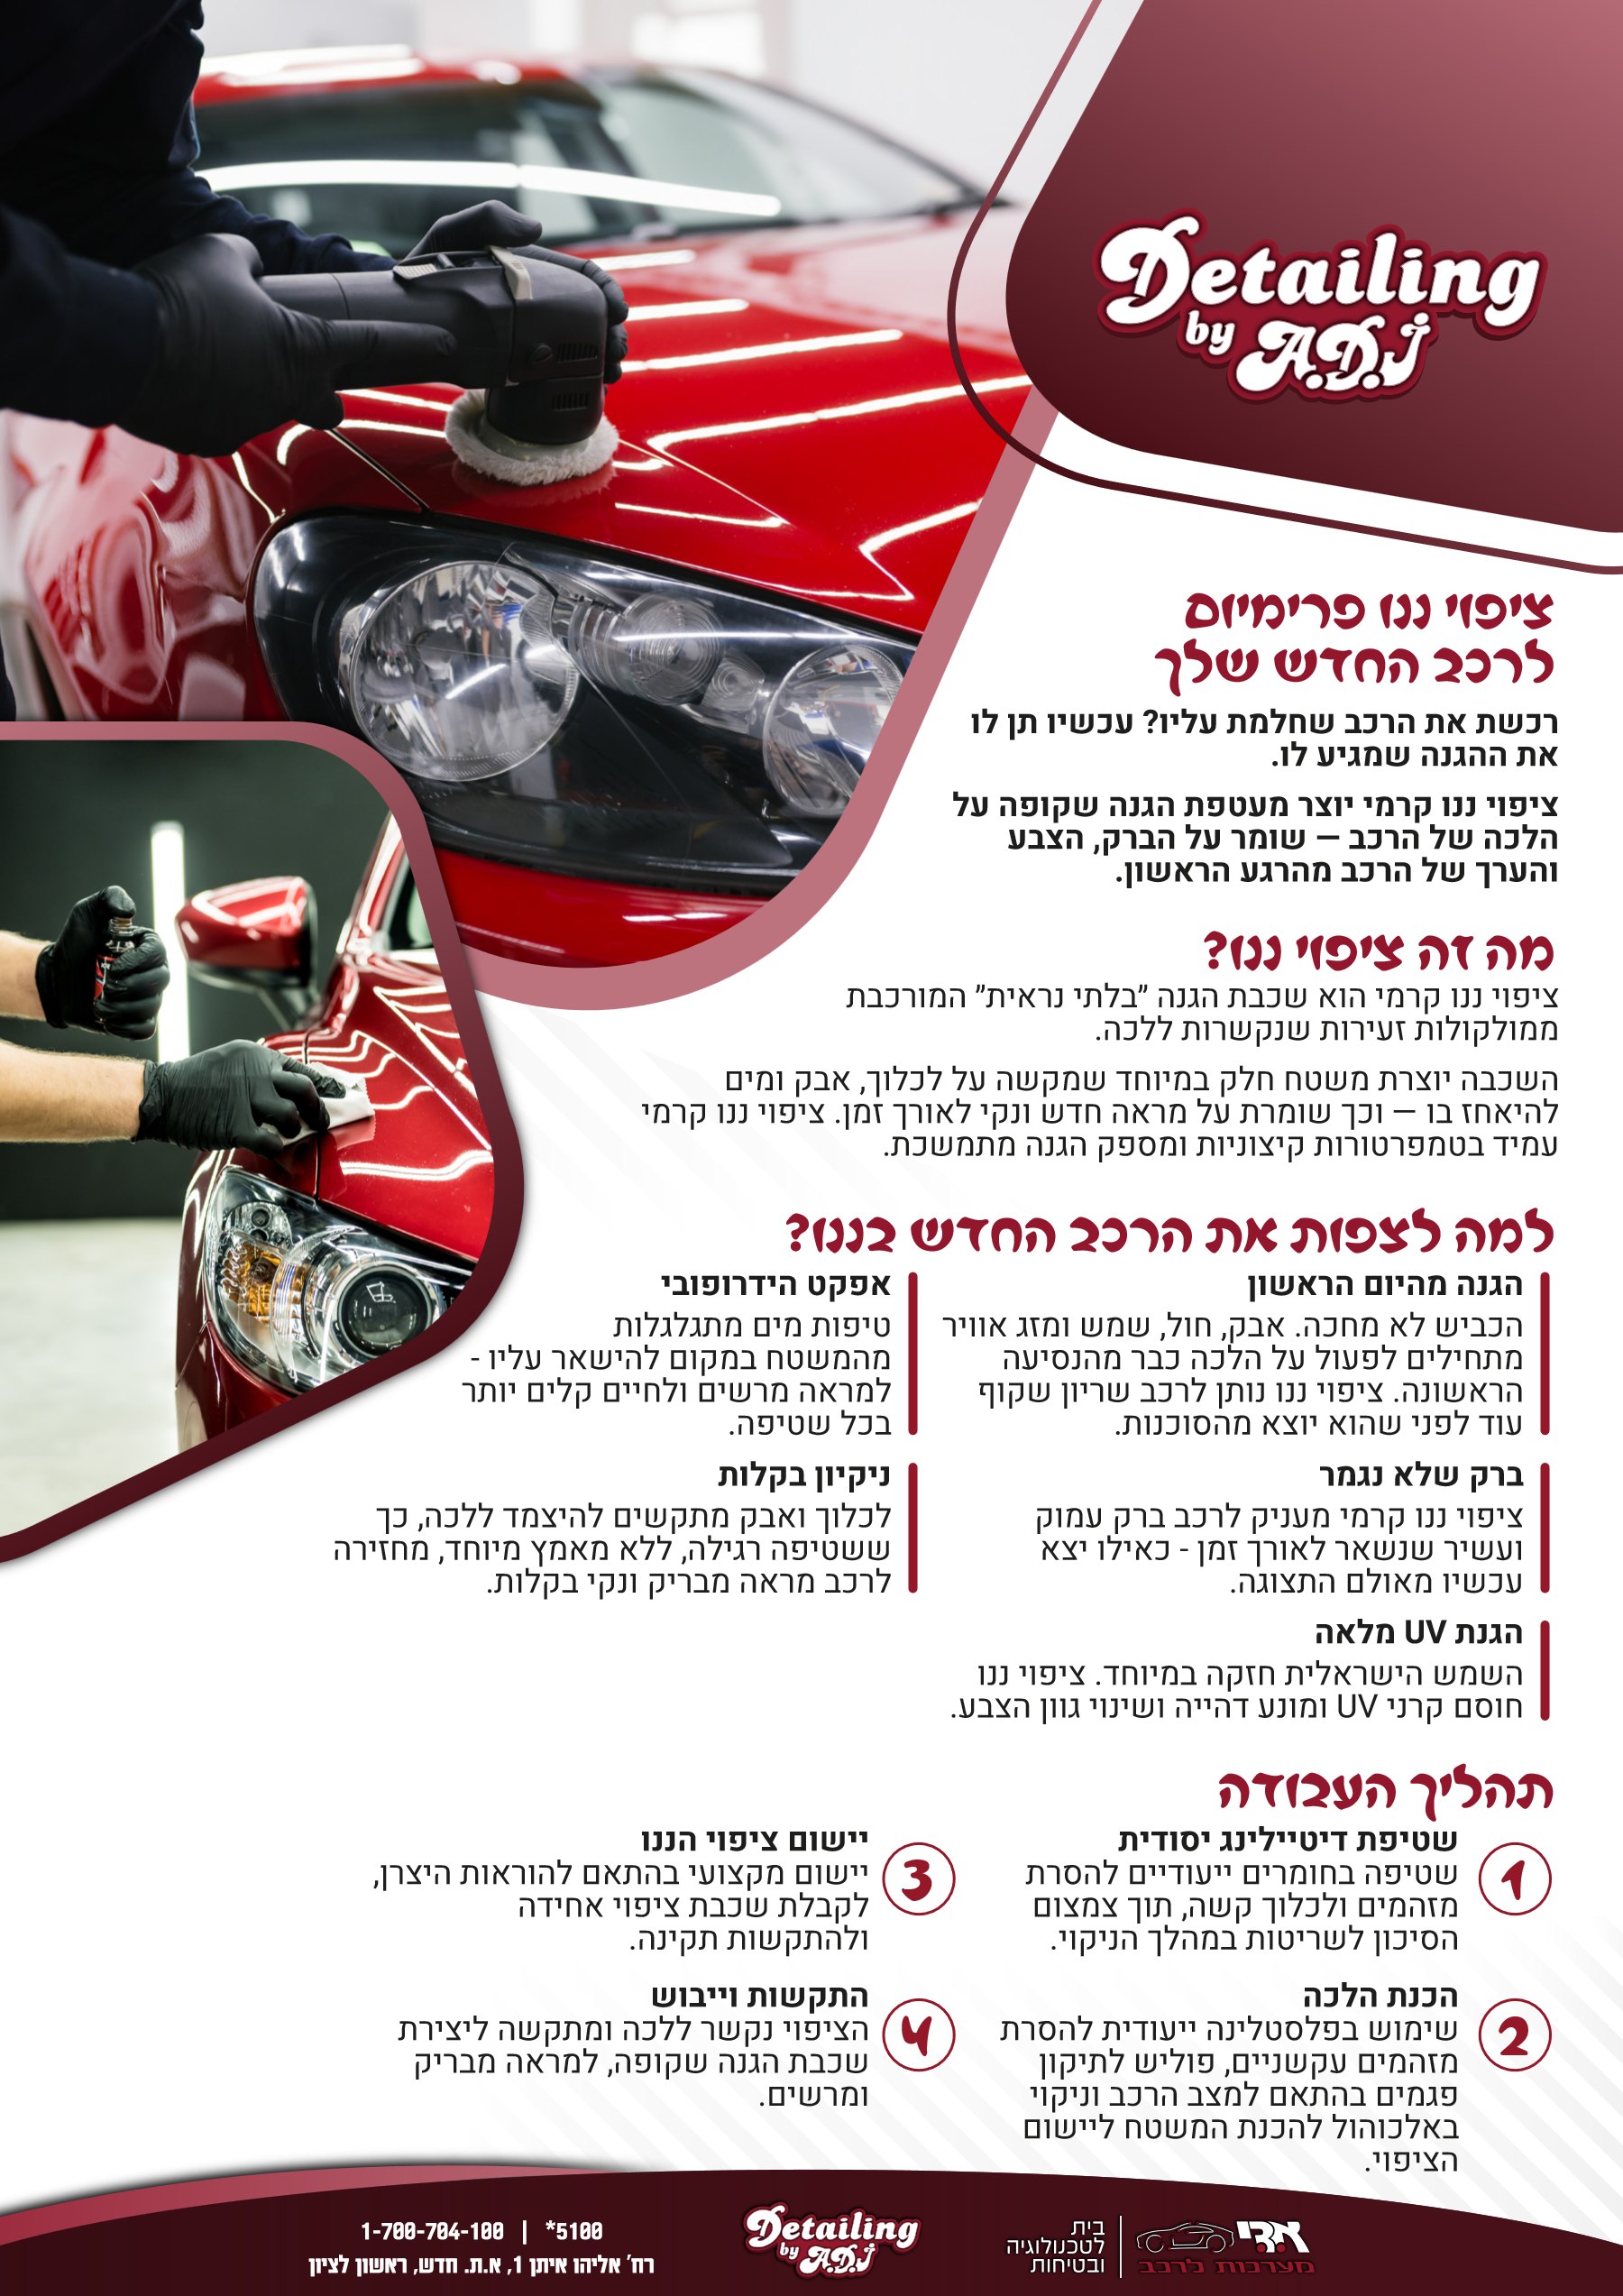 Detailing
by A.D.J
ציפוי ננו פרימיום
לרכב החדש שלך
רכשת את הרכב שחלמת עליו? עכשיו תן לו
את ההגנה שמגיע לו.
ציפוי ננו קרמי יוצר מעטפת הגנה שקופה על
הלכה של הרכב – שומר על הברק, הצבע
והערך של הרכב מהרגע הראשון.
מה זה ציפוי ננו?
ציפוי ננו קרמי הוא שכבת הגנה ״בלתי נראית״ המורכבת
ממולקולות זעירות שנקשרות ללכה.
השכבה יוצרת משטח חלק במיוחד שמקשה על לכלוך, אבק ומים
להיאחז בו – וכך שומרת על מראה חדש ונקי לאורך זמן. ציפוי ננו קרמי
עמיד בטמפרטורות קיצוניות ומספק הגנה מתמשכת.
למה לצפות את הרכב החדש בננו?
הגנה מהיום הראשון
הכביש לא מחכה. אבק, חול, שמש ומזג אוויר
מתחילים לפעול על הלכה כבר מהנסיעה
הראשונה. ציפוי ננו נותן לרכב שריון שקוף
עוד לפני שהוא יוצא מהסוכנות.
ברק שלא נגמר
ציפוי ננו קרמי מעניק לרכב ברק עמוק
ועשיר שנשאר לאורך זמן - כאילו יצא
עכשיו מאולם התצוגה.
הגנת UV מלאה
השמש הישראלית חזקה במיוחד. ציפוי ננו
חוסם קרני UV ומונע דהייה ושינוי גוון הצבע.
אפקט הידרופובי
טיפות מים מתגלגלות
מהמשטח במקום להישאר עליו -
למראה מרשים ולחיים קלים יותר
בכל שטיפה.
ניקיון בקלות
לכלוך ואבק מתקשים להיצמד ללכה, כך
ששטיפה רגילה, ללא מאמץ מיוחד, מחזירה
לרכב מראה מבריק ונקי בקלות.
תהליך העבודה
1
שטיפת דיטיילינג יסודית
שטיפה בחומרים ייעודיים להסרת
מזהמים ולכלוך קשה, תוך צמצום
הסיכון לשריטות במהלך הניקוי.
2
הכנת הלכה
שימוש בפלסטלינה ייעודית להסרת
מזהמים עקשניים, פוליש לתיקון
פגמים בהתאם למצב הרכב וניקוי
באלכוהול להכנת המשטח ליישום
הציפוי.
3
יישום ציפוי הננו
יישום מקצועי בהתאם להוראות היצרן,
לקבלת שכבת ציפוי אחידה
ולהתקשות תקינה.
4
התקשות וייבוש
הציפוי נקשר ללכה ומתקשה ליצירת
שכבת הגנה שקופה, למראה מבריק
ומרשים.
א.ד.י
מערכות לרכב
בית
לטכנולוגיה
ובטיחות
Detailing
by A.D.J
1-700-704-100 | *5100
רח׳ אליהו איתן 1, א.ת. חדש, ראשון לציון